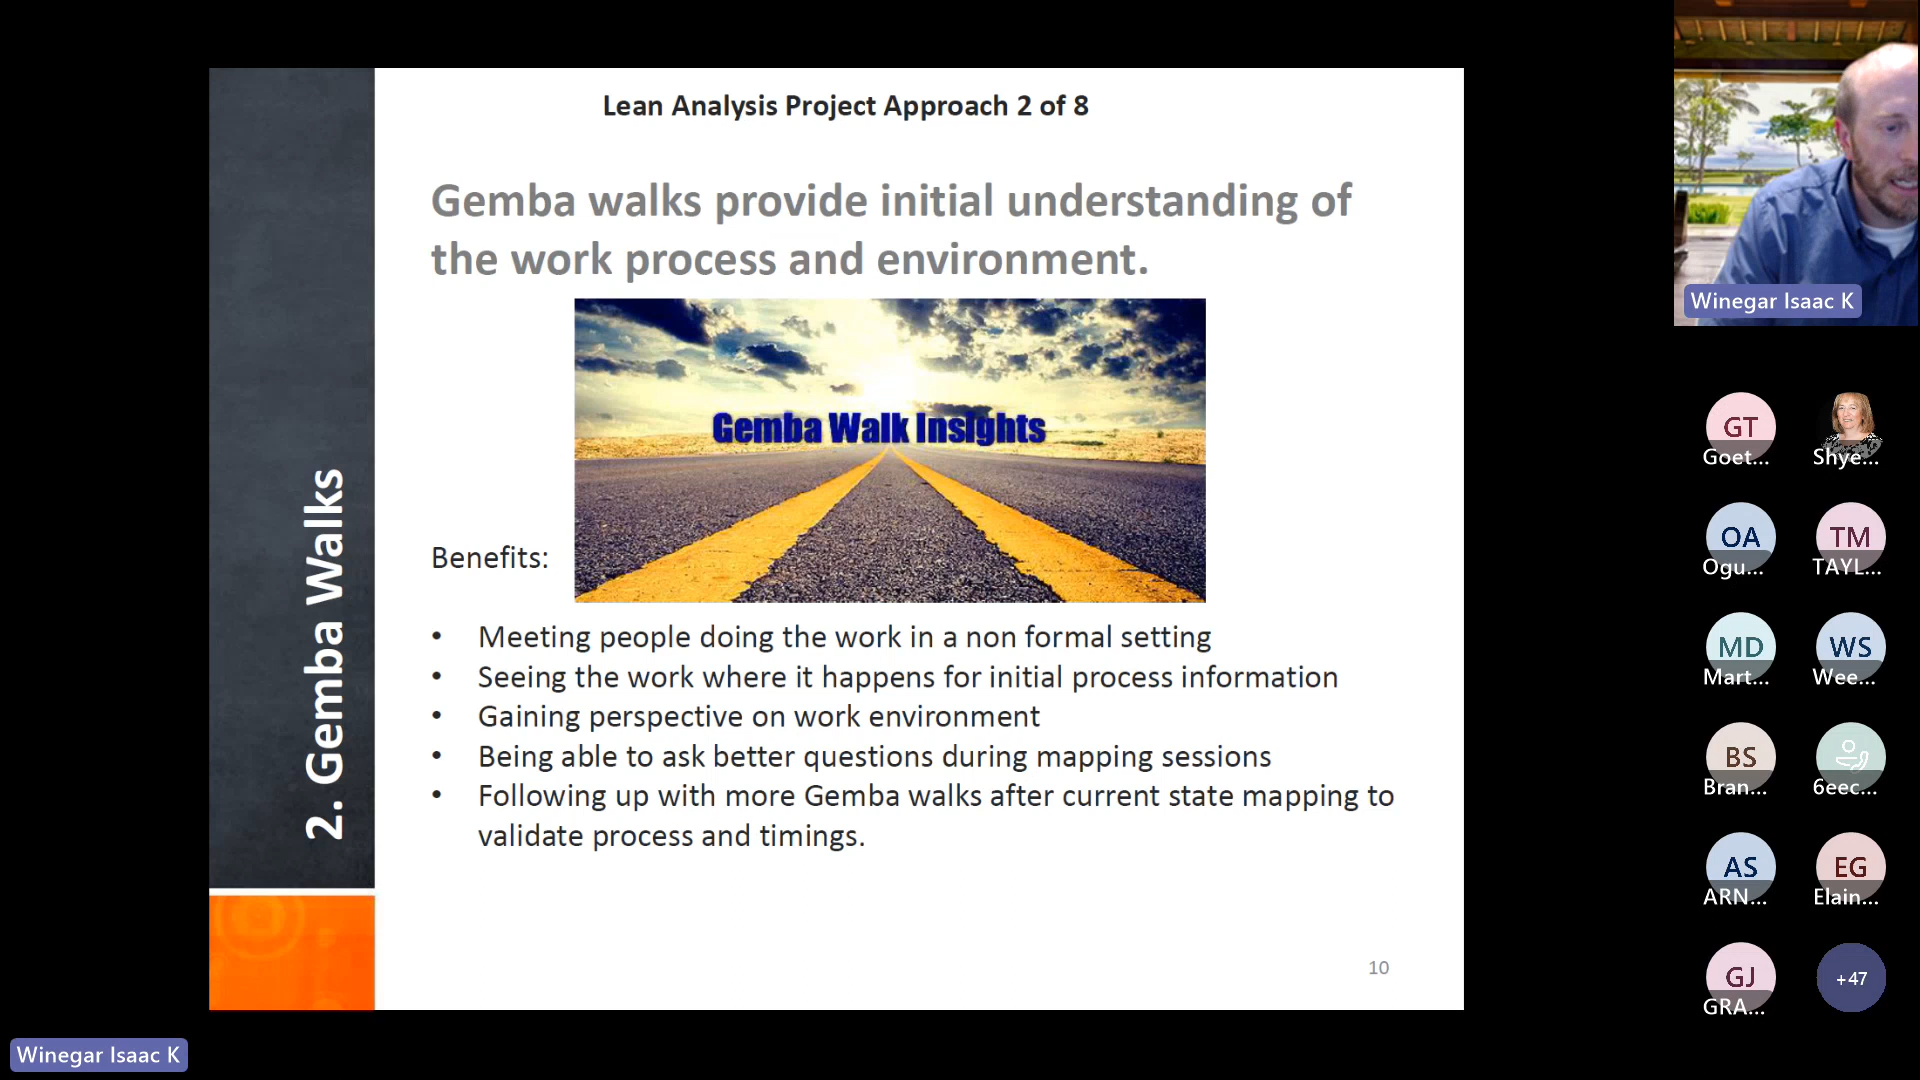 Lean Analysis Project Approach 2 of 8
Gemba walks provide initial understanding of
the work process and environment.
Gemba Walk Insights
2. Gemba Walks
Benefits:
• Meeting people doing the work in a non formal setting
• Seeing the work where it happens for initial process information
• Gaining perspective on work environment
• Being able to ask better questions during mapping sessions
• Following up with more Gemba walks after current state mapping to
validate process and timings.
10
Winegar Isaac K
GT
Goet...
Shye...
OA
Ogu...
TM
TAYL...
MD
Mart...
WS
Wee...
BS
Bran...
6eec...
AS
ARN...
EG
Elain...
GJ
GRA...
+47
Winegar Isaac K